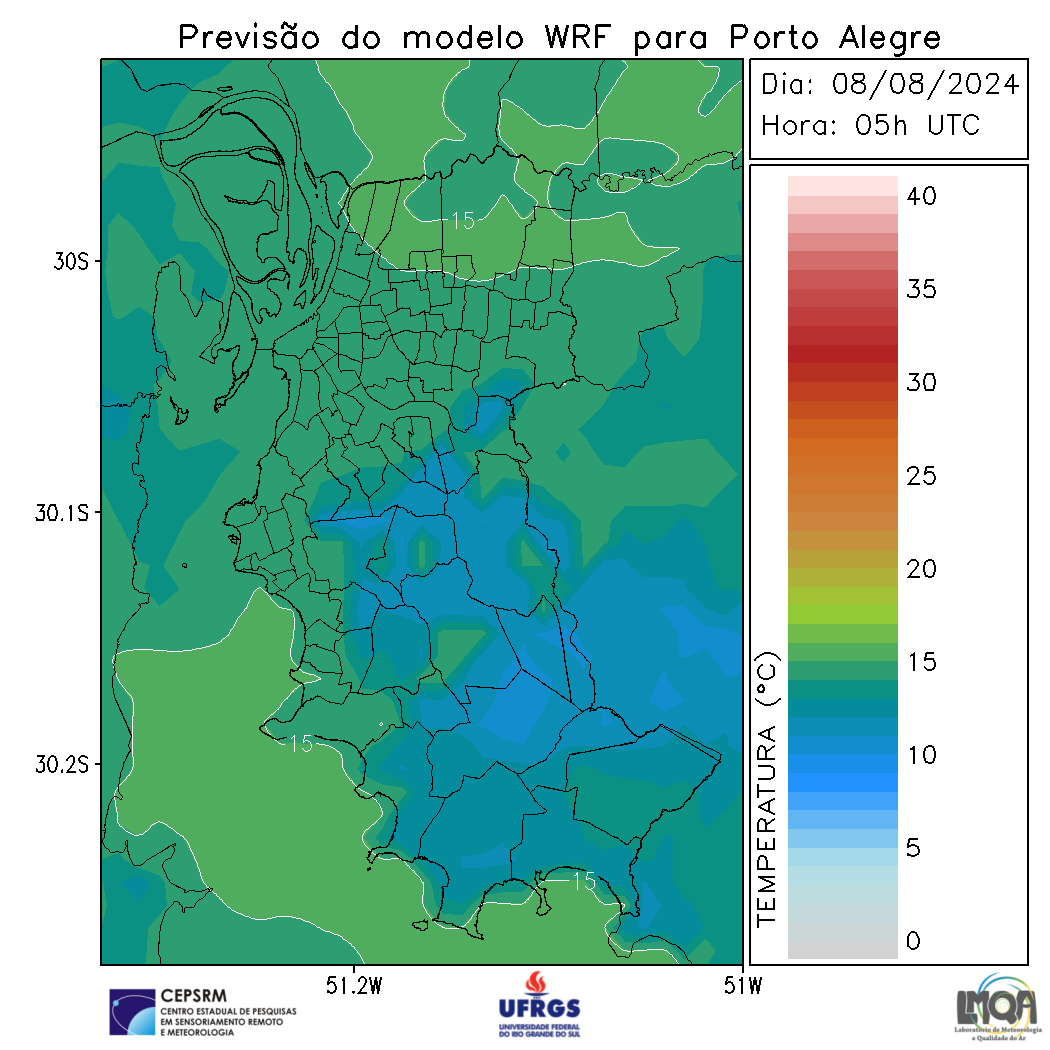 Previsão do modelo WRF para Porto Alegre
Dia: 08/08/2024
Hora: 05h UTC
40
35
30
25
20
15
10
5
0
TEMPERATURA (°C)
30S
30.1S
30.2S
51.2W
51W
15
15
15
CEPSRM
CENTRO ESTADUAL DE PESQUISAS
EM SENSORIAMENTO REMOTO
E METEOROLOGIA
UFRGS
UNIVERSIDADE FEDERAL
DO RIO GRANDE DO SUL
LMQA
Laboratório de Meteorologia
e Qualidade do Ar